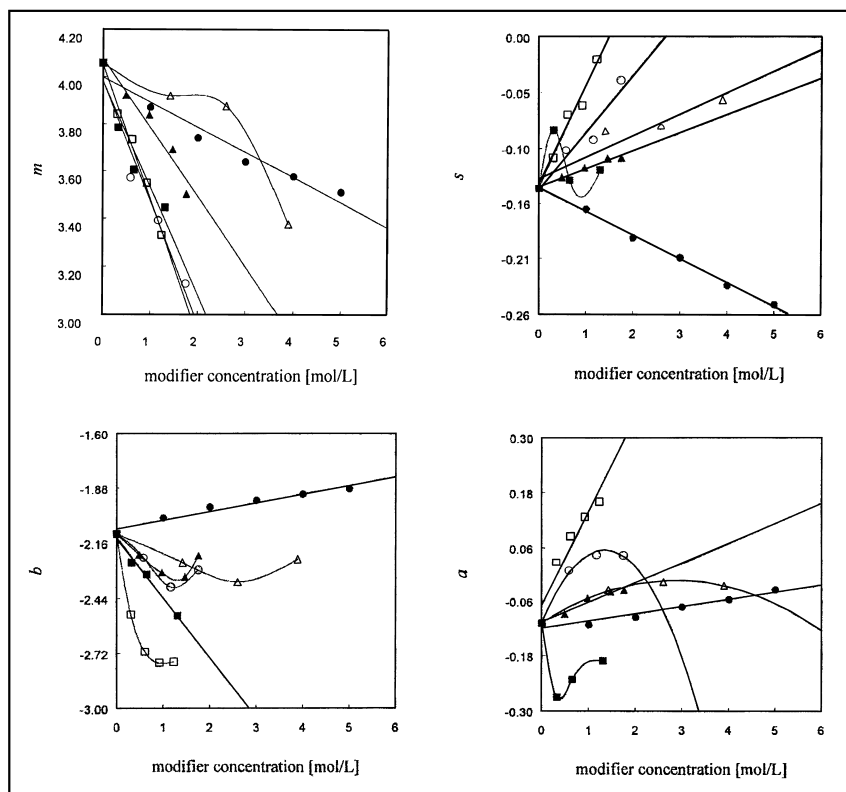 4.20
4.00
3.80
3.60
3.40
3.20
3.00
m
0 1 2 3 4 5 6
modifier concentration [mol/L]
0.00
-0.05
-0.10
-0.16
-0.21
-0.26
s
0 1 2 3 4 5 6
modifier concentration [mol/L]
-1.60
-1.88
-2.16
-2.44
-2.72
-3.00
b
0 1 2 3 4 5 6
modifier concentration [mol/L]
0.30
0.18
0.06
-0.06
-0.18
-0.30
a
0 1 2 3 4 5 6
modifier concentration [mol/L]